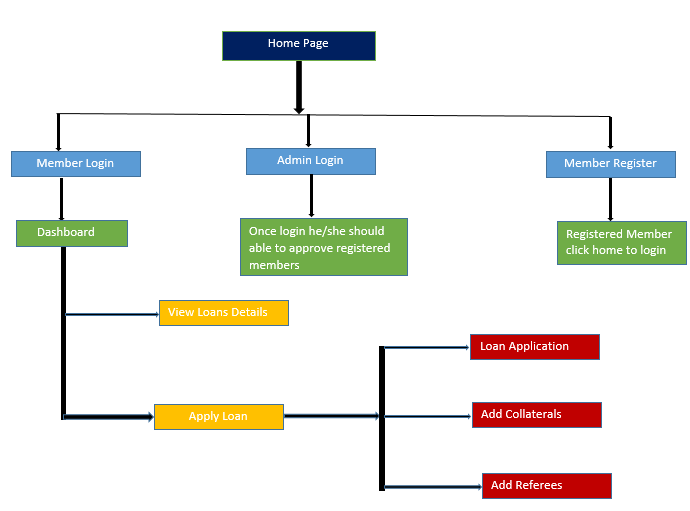 Home Page
Member Login
Admin Login
Member Register
Dashboard
Once login he/she should
able to approve registered
members
Registered Member
click home to login
View Loans Details
Loan Application
Apply Loan
Add Collaterals
Add Referees